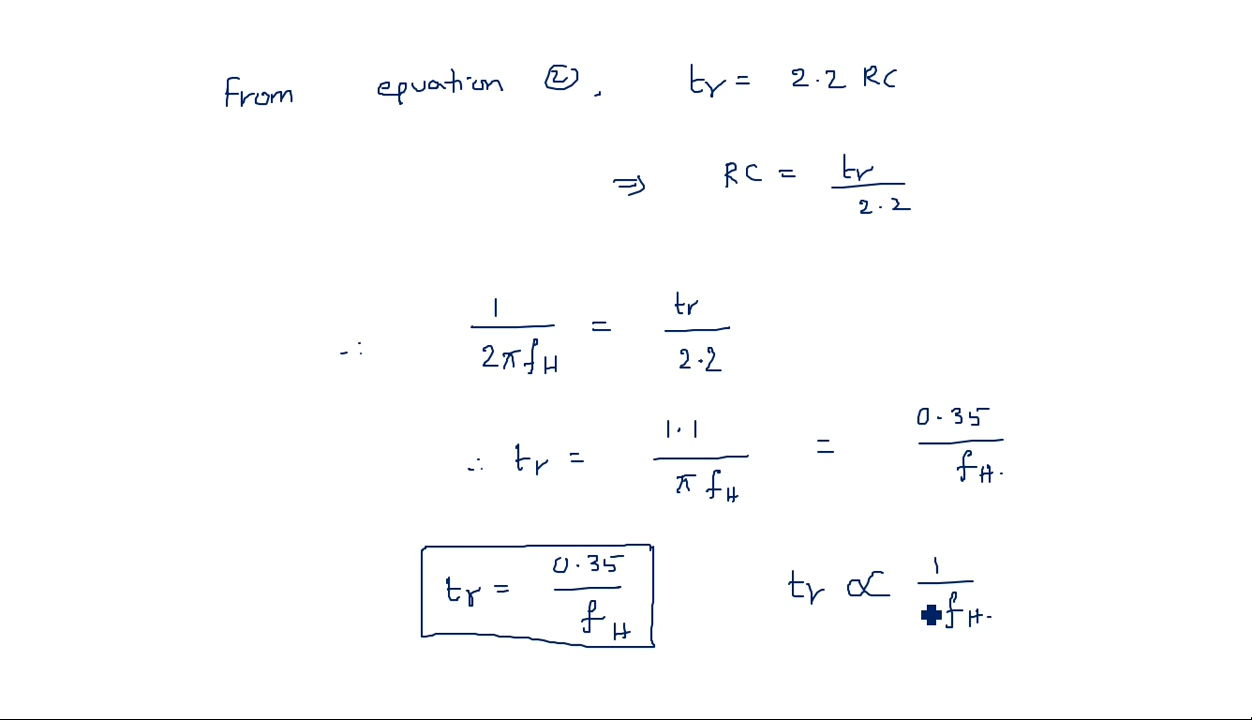 From equation ②, tr = 2.2 RC
⇒ RC = tr / 2.2
∴ 1 / 2πfH = tr / 2.2
∴ tr = 1.1 / πfH = 0.35 / fH.
tr = 0.35 / fH tr ∝ 1 / fH.